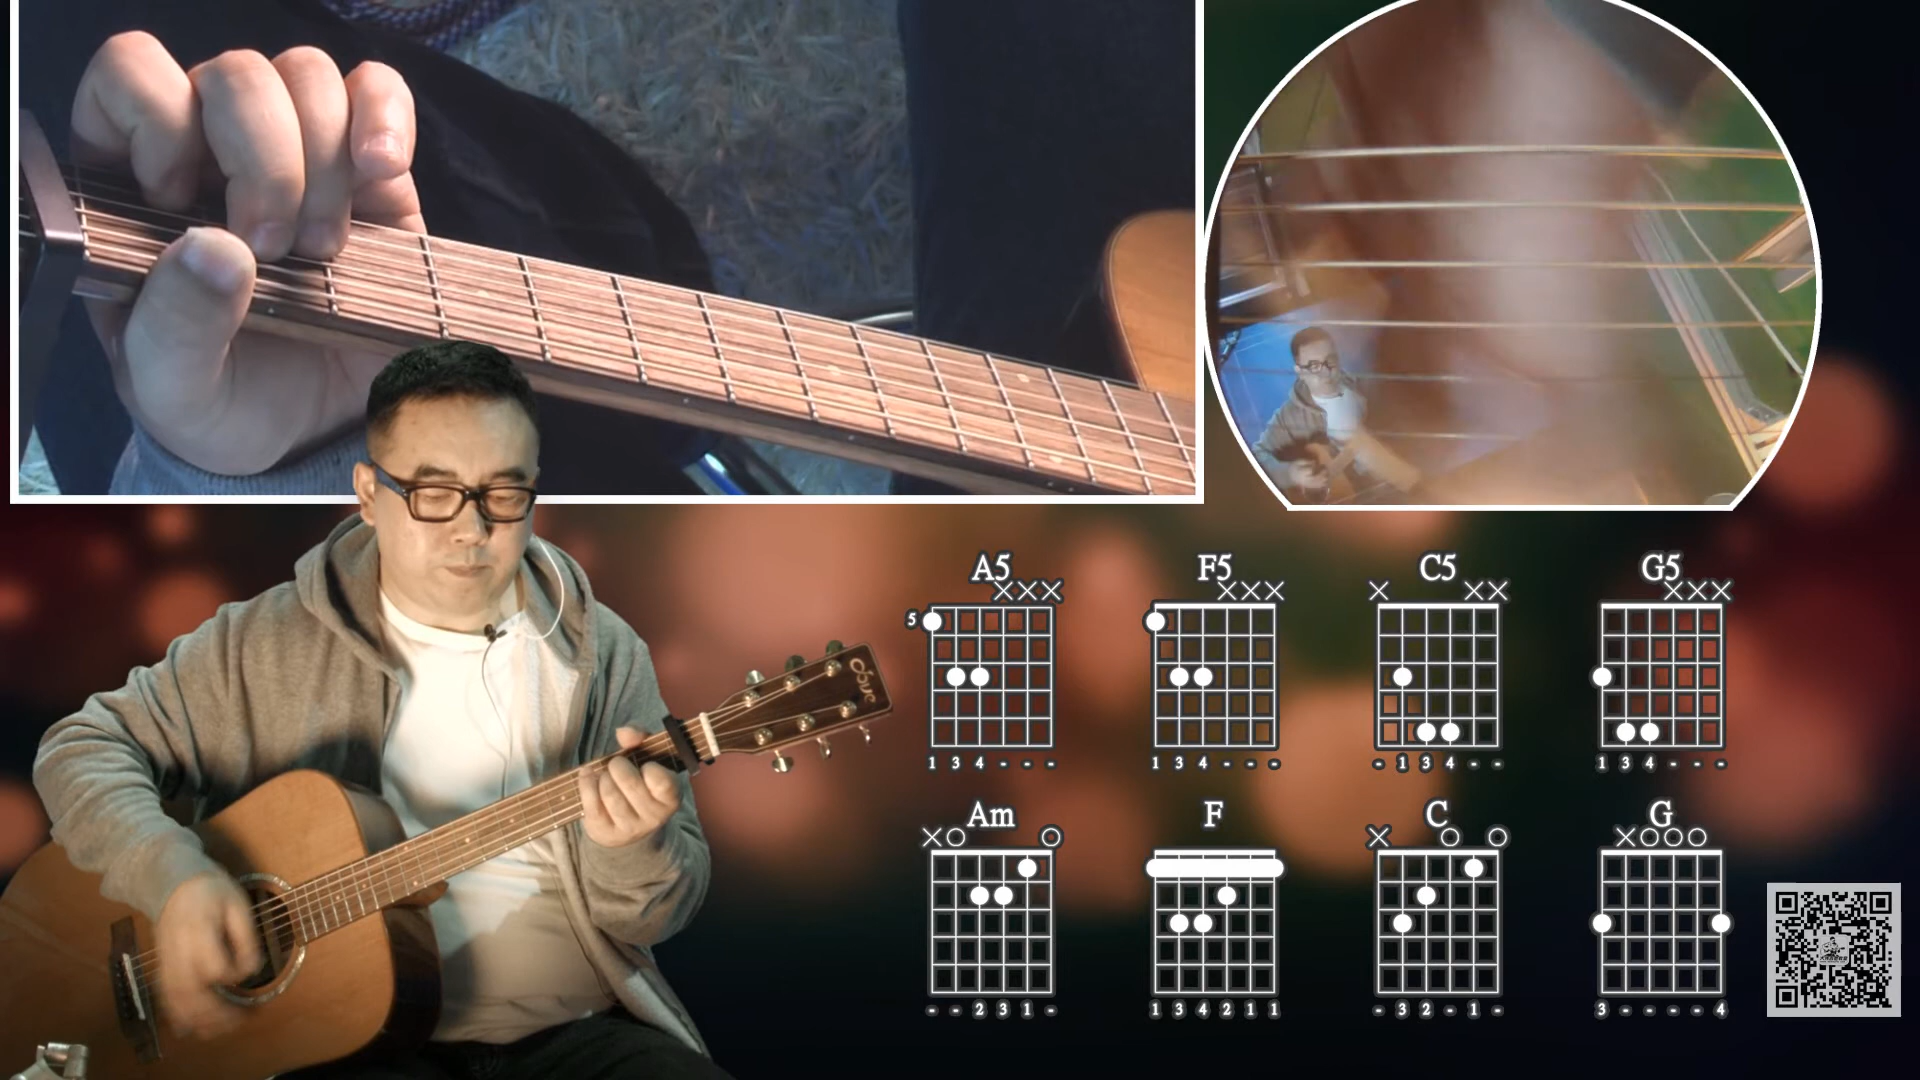 A5 F5 C5 G5
× × × × × × × × × × × ×
5
1 3 4 - - - 1 3 4 - - - - 1 3 4 - - 1 3 4 - - -
Am F C G
× ○ ○ × ○ ○ × ○ ○ ○
- - 2 3 1 - 1 3 4 2 1 1 - 3 2 - 1 - 3 - - - - 4